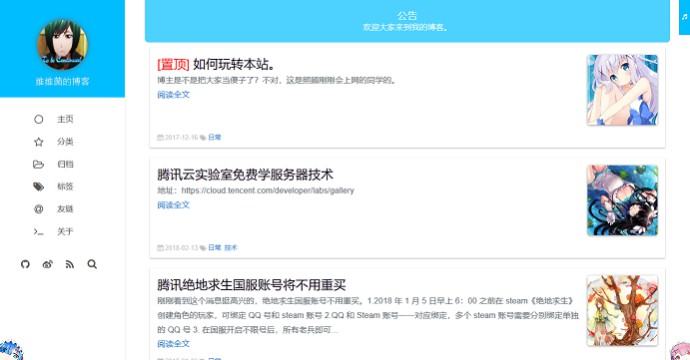 公告
欢迎大家来到我的博客。
To be Continued
维维菌的博客
主页
分类
归档
标签
友链
关于
[置顶] 如何玩转本站。
博主是不是把大家当傻子了？不对，这是照顾刚刚会上网的同学的。
阅读全文
2017-12-16 日常
腾讯云实验室免费学服务器技术
地址：https://cloud.tencent.com/developer/labs/gallery
阅读全文
2018-02-13 日常 技术
腾讯绝地求生国服账号将不用重买
刚刚看到这个消息挺高兴的，绝地求生国服账号不用重买。1.2018 年 1 月 5 日早上 6：00 之前在 steam《绝地求生》
创建角色的玩家，可绑定 QQ 号和 steam 账号 2.QQ 和 Steam 账号——对应绑定，多个 steam 账号需要分别绑定单独
的 QQ 号 3. 在国服开启不限号后，所有老兵即可...
阅读全文